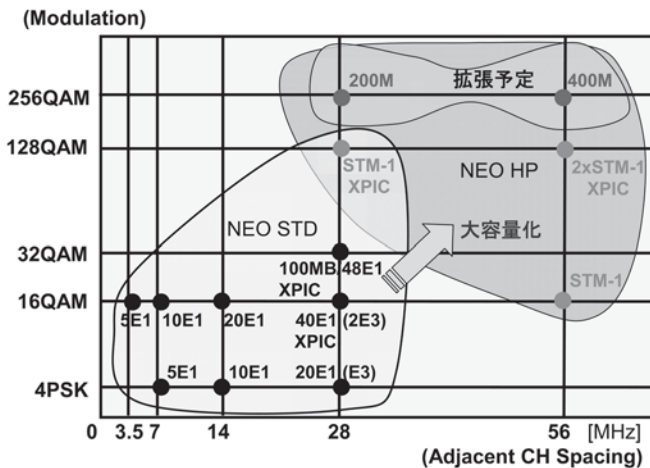 (Modulation)
200M
拡張予定
400M
256QAM
128QAM
STM-1
XPIC
NEO HP
2xSTM-1
XPIC
NEO STD
大容量化
32QAM
100MB/48E1
XPIC
STM-1
16QAM
5E1
10E1
20E1
40E1 (2E3)
XPIC
5E1
10E1
20E1 (E3)
4PSK
0
3.5
7
14
28
56
[MHz]
(Adjacent CH Spacing)